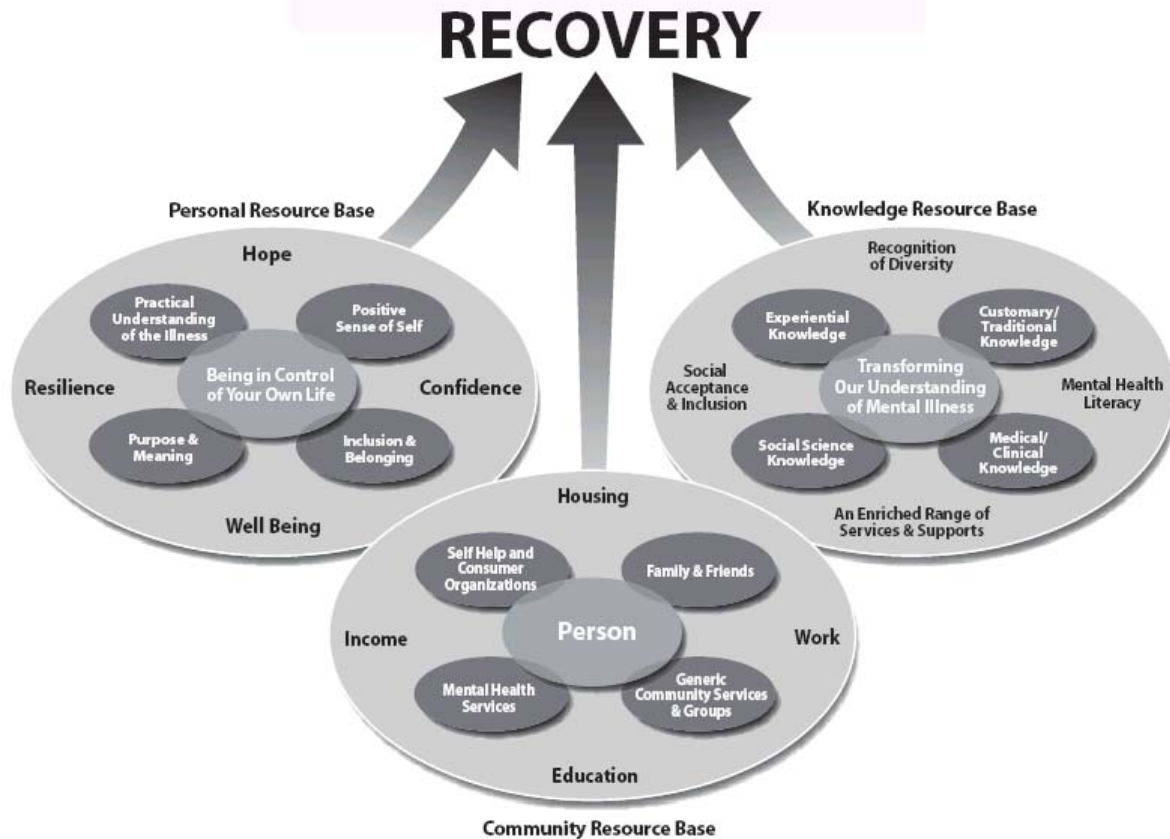 RECOVERY
Personal Resource Base
Hope
Practical
Understanding
of the Illness
Positive
Sense of Self
Resilience
Being in Control
of Your Own Life
Confidence
Purpose &
Meaning
Inclusion &
Belonging
Well Being
Knowledge Resource Base
Recognition
of Diversity
Experiential
Knowledge
Customary/
Traditional
Knowledge
Social
Acceptance
& Inclusion
Transforming
Our Understanding
of Mental Illness
Mental Health
Literacy
Social Science
Knowledge
Medical/
Clinical
Knowledge
An Enriched Range of
Services & Supports
Housing
Self Help and
Consumer
Organizations
Family & Friends
Income
Person
Work
Mental Health
Services
Generic
Community Services
& Groups
Education
Community Resource Base